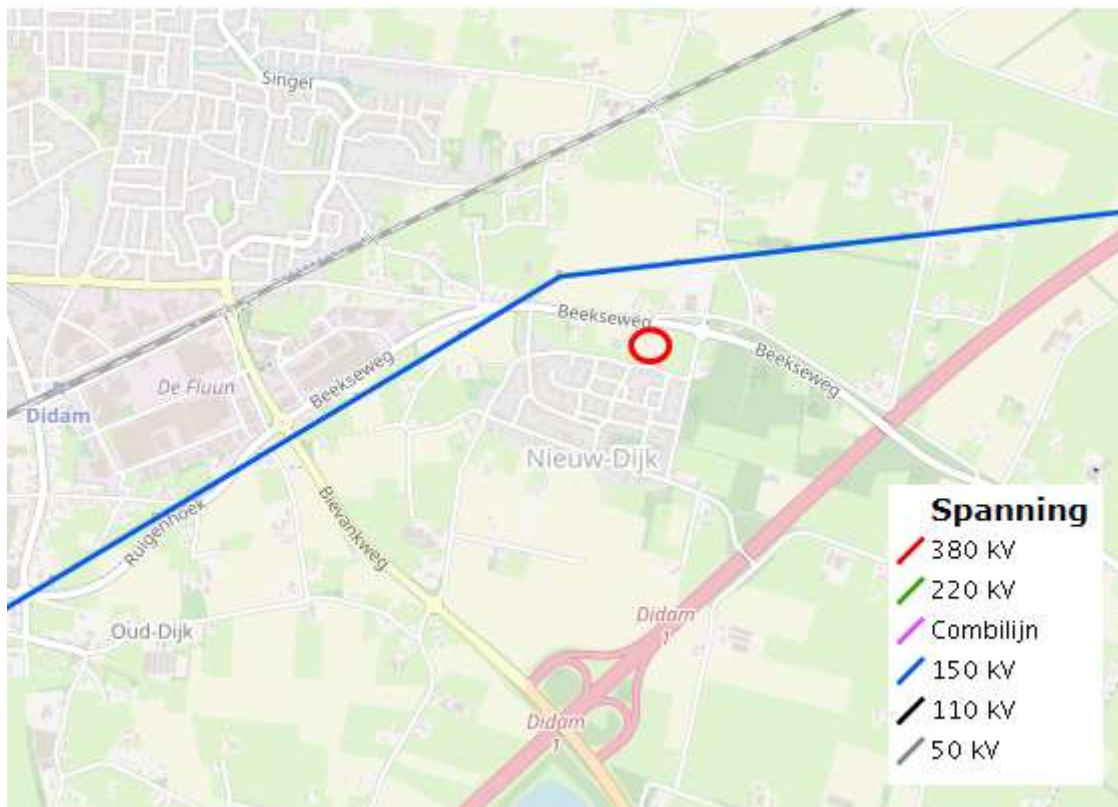 Singel
Beekseweg
Beekseweg
Beekseweg
De Fluun
Didam
Nieuw-Dijk
Ruigenhoek
Bievankweg
Oud-Dijk
Didam
1
Didam
1
Spanning
380 kV
220 kV
Combilijn
150 kV
110 kV
50 kV